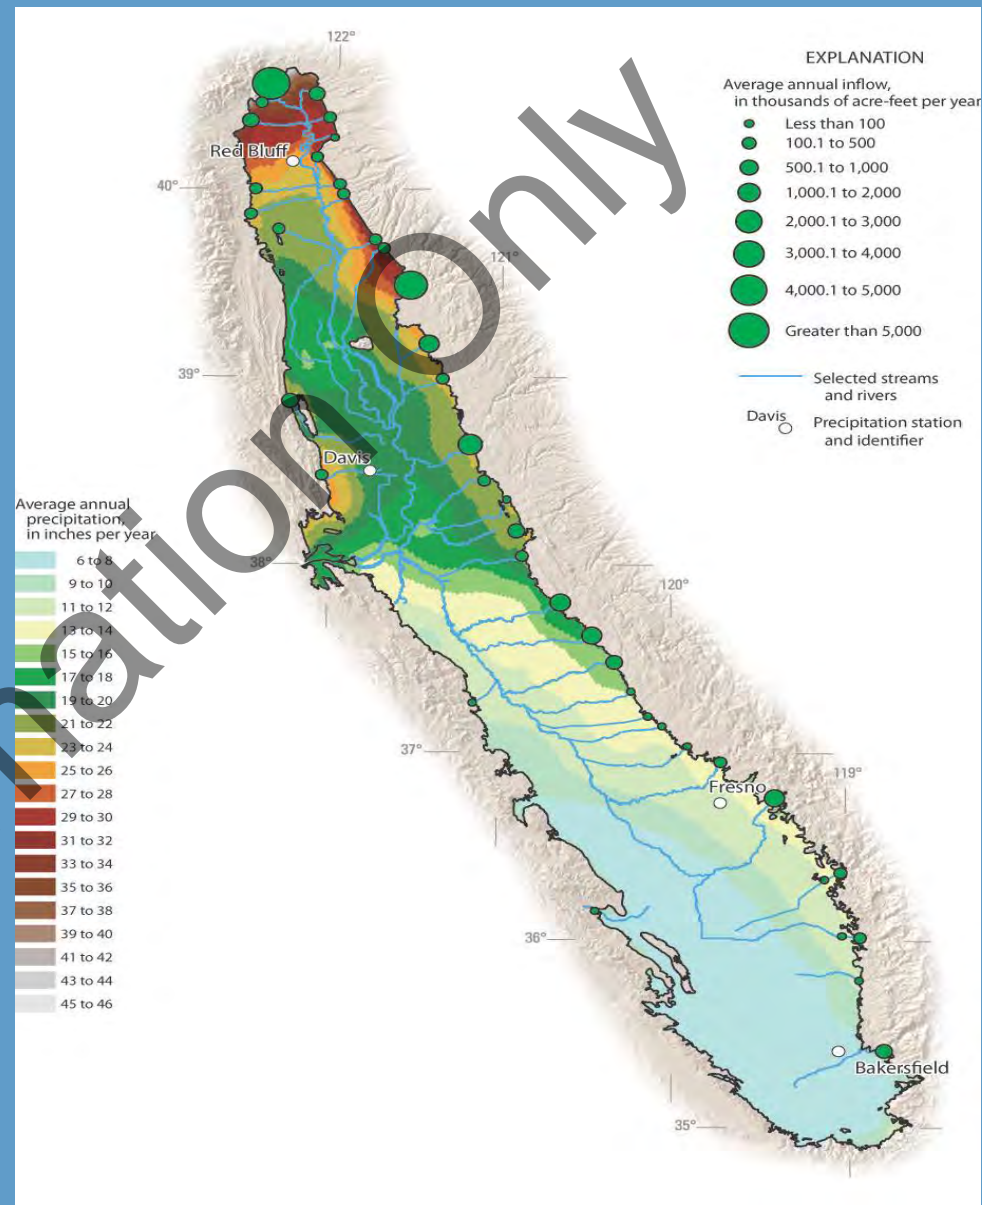 122°
EXPLANATION
Average annual inflow,
in thousands of acre-feet per year
Less than 100
100.1 to 500
500.1 to 1,000
1,000.1 to 2,000
2,000.1 to 3,000
3,000.1 to 4,000
4,000.1 to 5,000
Greater than 5,000
Selected streams
and rivers
Davis
Precipitation station
and identifier
Red Bluff
40°
121°
39°
Davis
38°
120°
37°
119°
Fresno
36°
Bakersfield
35°
Average annual
precipitation,
in inches per year
6 to 8
9 to 10
11 to 12
13 to 14
15 to 16
17 to 18
19 to 20
21 to 22
23 to 24
25 to 26
27 to 28
29 to 30
31 to 32
33 to 34
35 to 36
37 to 38
39 to 40
41 to 42
43 to 44
45 to 46
nation Only